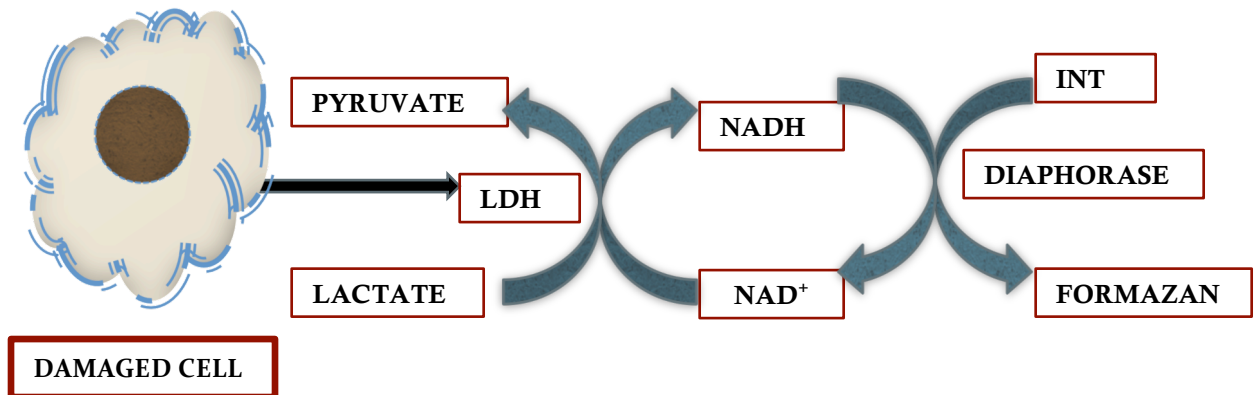 INT
PYRUVATE
NADH
DIAPHORASE
LDH
LACTATE
NAD⁺
FORMAZAN
DAMAGED CELL